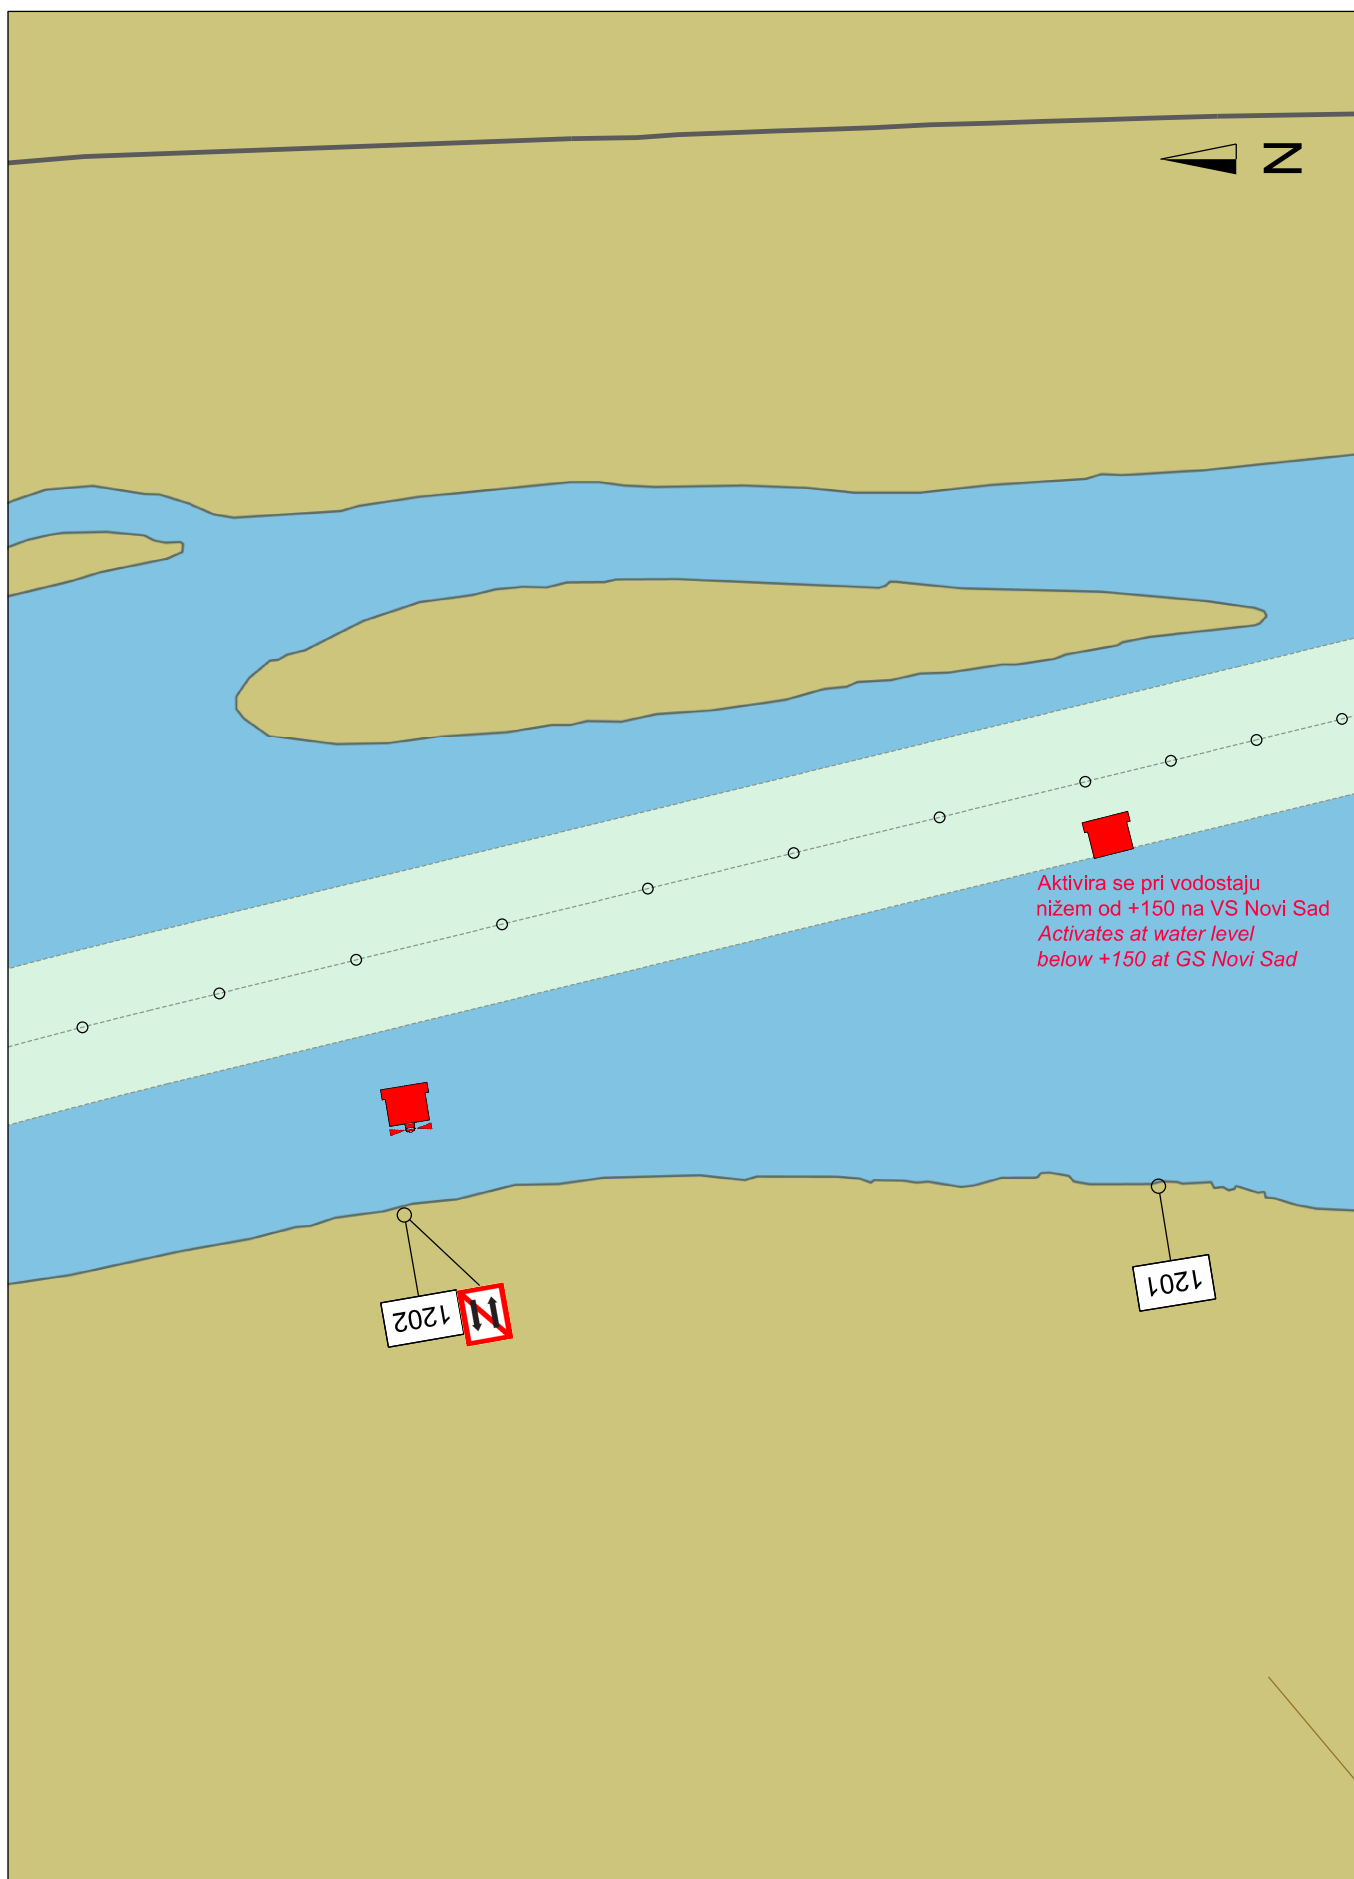 N
Aktivira se pri vodostaju
nižem od +150 na VS Novi Sad
Activates at water level
below +150 at GS Novi Sad
1201
1202